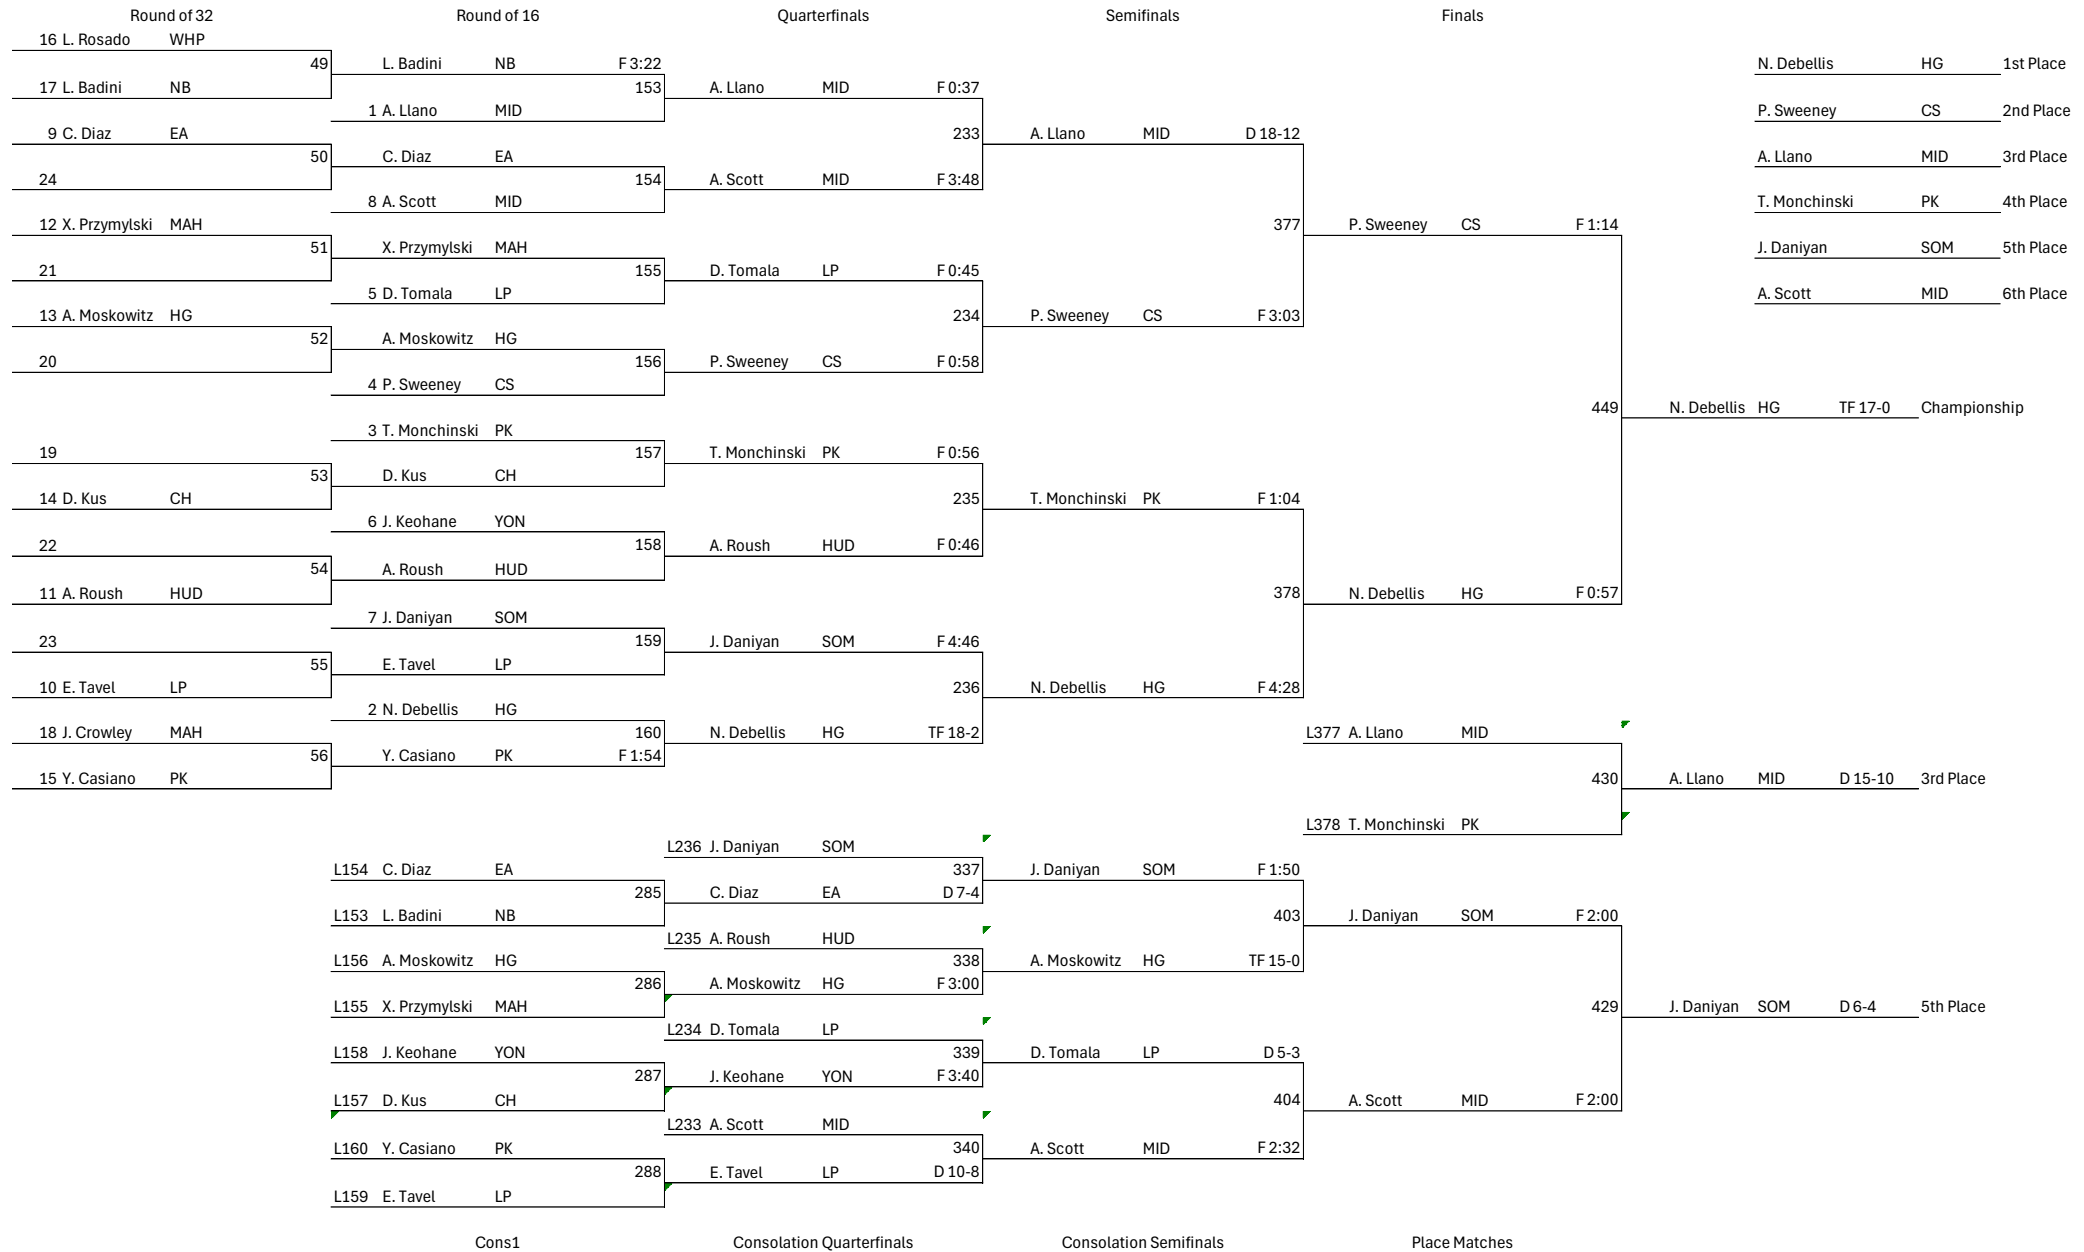 Round of 32 Round of 16 Quarterfinals Semifinals Finals
16 L. Rosado WHP
49 L. Badini NB F 3:22 N. Debellis HG 1st Place
17 L. Badini NB 153 A. Llano MID F 0:37
1 A. Llano MID P. Sweeney CS 2nd Place
9 C. Diaz EA 233 A. Llano MID D 18-12
50 C. Diaz EA A. Llano MID 3rd Place
24 154 A. Scott MID F 3:48
8 A. Scott MID T. Monchinski PK 4th Place
12 X. Przymylski MAH 377 P. Sweeney CS F 1:14
51 X. Przymylski MAH J. Daniyan SOM 5th Place
21 155 D. Tomala LP F 0:45
5 D. Tomala LP A. Scott MID 6th Place
13 A. Moskowitz HG 234 P. Sweeney CS F 3:03
52 A. Moskowitz HG
20 156 P. Sweeney CS F 0:58
4 P. Sweeney CS
449 N. Debellis HG TF 17-0 Championship
3 T. Monchinski PK
19 157 T. Monchinski PK F 0:56
53 D. Kus CH
14 D. Kus CH 235 T. Monchinski PK F 1:04
6 J. Keohane YON
22 158 A. Roush HUD F 0:46
54 A. Roush HUD
11 A. Roush HUD 378 N. Debellis HG F 0:57
7 J. Daniyan SOM
23 159 J. Daniyan SOM F 4:46
55 E. Tavel LP
10 E. Tavel LP 236 N. Debellis HG F 4:28
2 N. Debellis HG
18 J. Crowley MAH 160 N. Debellis HG TF 18-2 L377 A. Llano MID
56 Y. Casiano PK F 1:54
15 Y. Casiano PK 430 A. Llano MID D 15-10 3rd Place
L378 T. Monchinski PK
L236 J. Daniyan SOM
L154 C. Diaz EA 337 J. Daniyan SOM F 1:50
285 C. Diaz EA D 7-4
L153 L. Badini NB 403 J. Daniyan SOM F 2:00
L235 A. Roush HUD
L156 A. Moskowitz HG 338 A. Moskowitz HG TF 15-0
286 A. Moskowitz HG F 3:00
L155 X. Przymylski MAH 429 J. Daniyan SOM D 6-4 5th Place
L234 D. Tomala LP
L158 J. Keohane YON 339 D. Tomala LP D 5-3
287 J. Keohane YON F 3:40
L157 D. Kus CH 404 A. Scott MID F 2:00
L233 A. Scott MID
L160 Y. Casiano PK 340 A. Scott MID F 2:32
288 E. Tavel LP D 10-8
L159 E. Tavel LP
Cons1 Consolation Quarterfinals Consolation Semifinals Place Matches